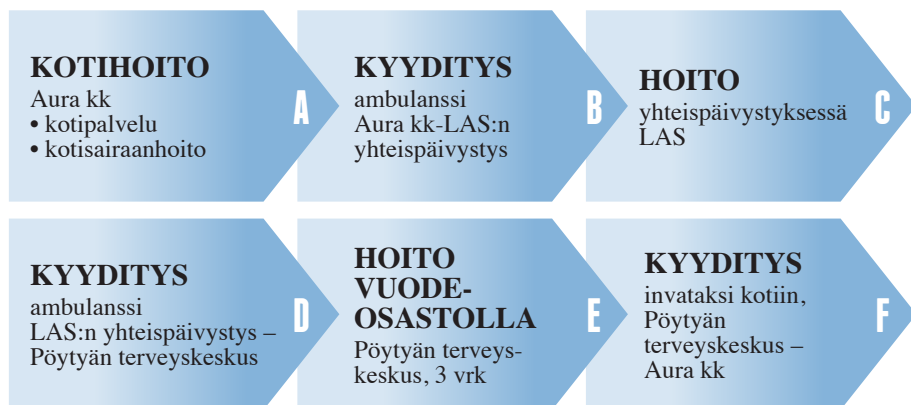 KOTIHOITO
Aura kk
• kotipalvelu
• kotisairaanhoito
A
KYYDITYS
ambulanssi
Aura kk-LAS:n
yhteispäivystys
B
HOITO
yhteispäivystyksessä
LAS
C
KYYDITYS
ambulanssi
LAS:n yhteispäivystys –
Pöytyän terveyskeskus
D
HOITO
VUODE-
OSASTOLLA
Pöytyän terveys-
keskus, 3 vrk
E
KYYDITYS
invataksi kotiin,
Pöytyän
terveyskeskus –
Aura kk
F